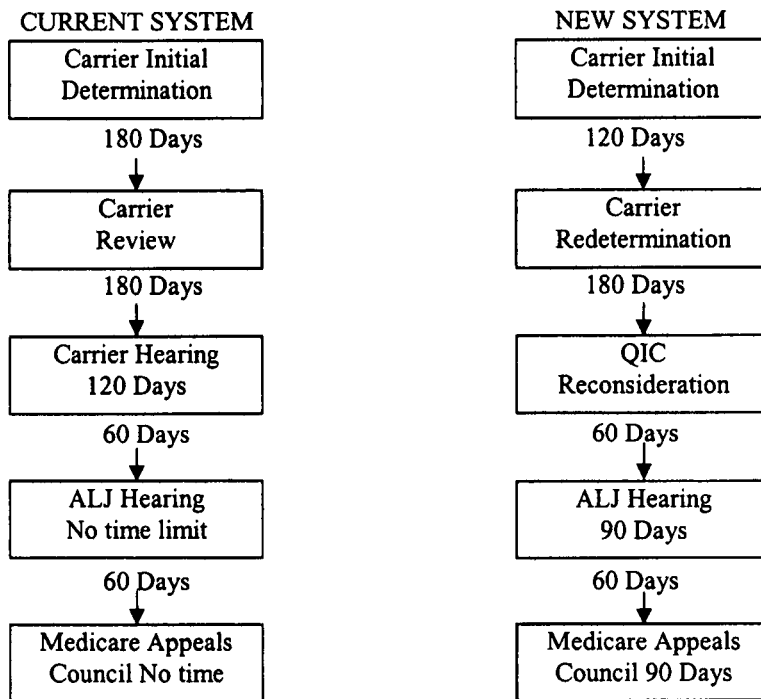 CURRENT SYSTEM
Carrier Initial
Determination
180 Days
Carrier
Review
180 Days
Carrier Hearing
120 Days
60 Days
ALJ Hearing
No time limit
60 Days
Medicare Appeals
Council No time
NEW SYSTEM
Carrier Initial
Determination
120 Days
Carrier
Redetermination
180 Days
QIC
Reconsideration
60 Days
ALJ Hearing
90 Days
60 Days
Medicare Appeals
Council 90 Days